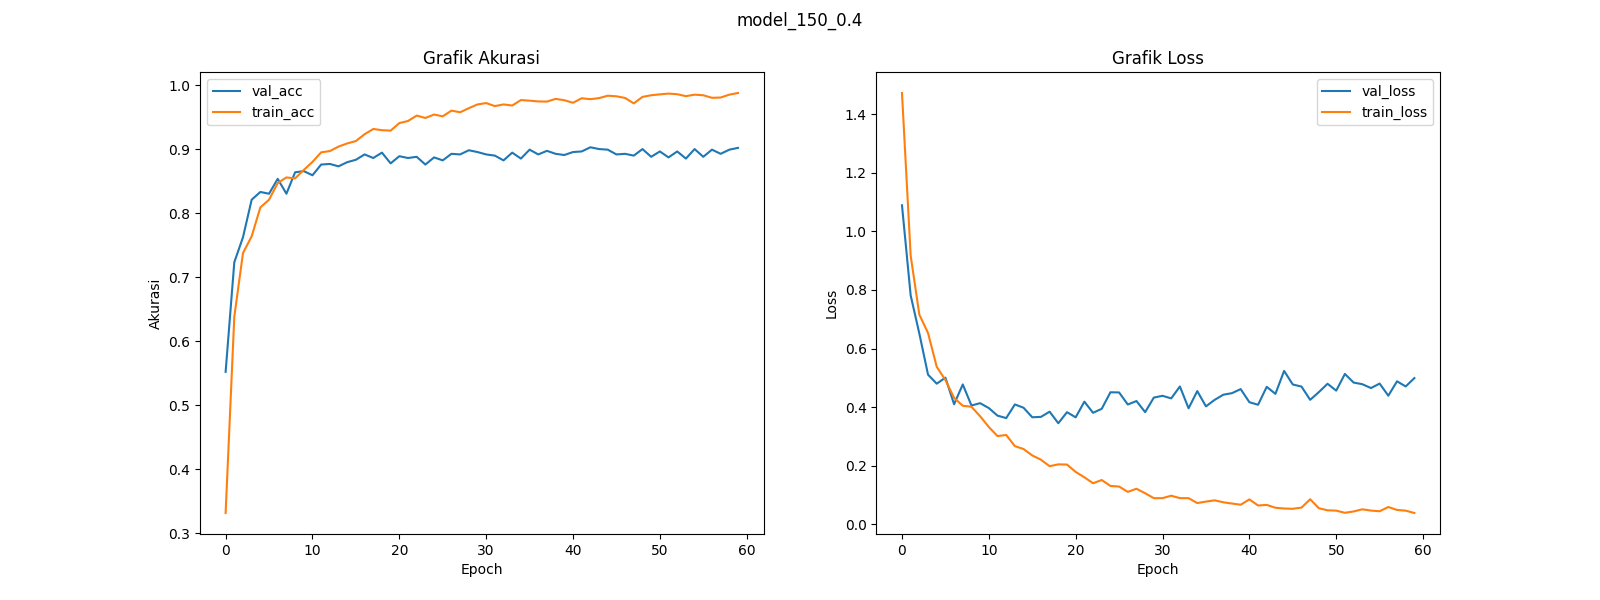 model_150_0.4
Grafik Akurasi
val_acc
train_acc
1.0
0.9
0.8
0.7
0.6
0.5
0.4
0.3
Akurasi
0 10 20 30 40 50 60
Epoch
Grafik Loss
val_loss
train_loss
1.4
1.2
1.0
0.8
0.6
0.4
0.2
0.0
Loss
0 10 20 30 40 50 60
Epoch